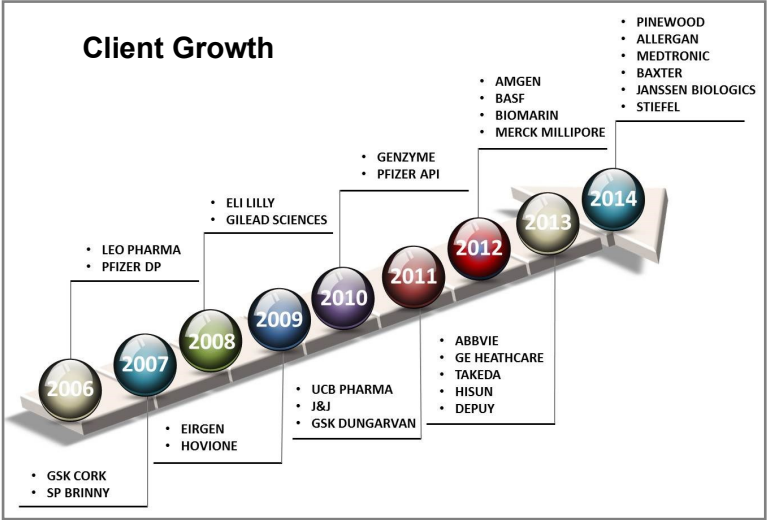 Client Growth
2006
• LEO PHARMA
• PFIZER DP
2007
• GSK CORK
• SP BRINNY
2008
• ELI LILLY
• GILEAD SCIENCES
2009
• EIRGEN
• HOVIONE
2010
• GENZYME
• PFIZER API
2011
• UCB PHARMA
• J&J
• GSK DUNGARVAN
2012
• AMGEN
• BASF
• BIOMARIN
• MERCK MILLIPORE
2013
• ABBVIE
• GE HEATHCARE
• TAKEDA
• HISUN
• DEPUY
2014
• PINEWOOD
• ALLERGAN
• MEDTRONIC
• BAXTER
• JANSSEN BIOLOGICS
• STIEFEL